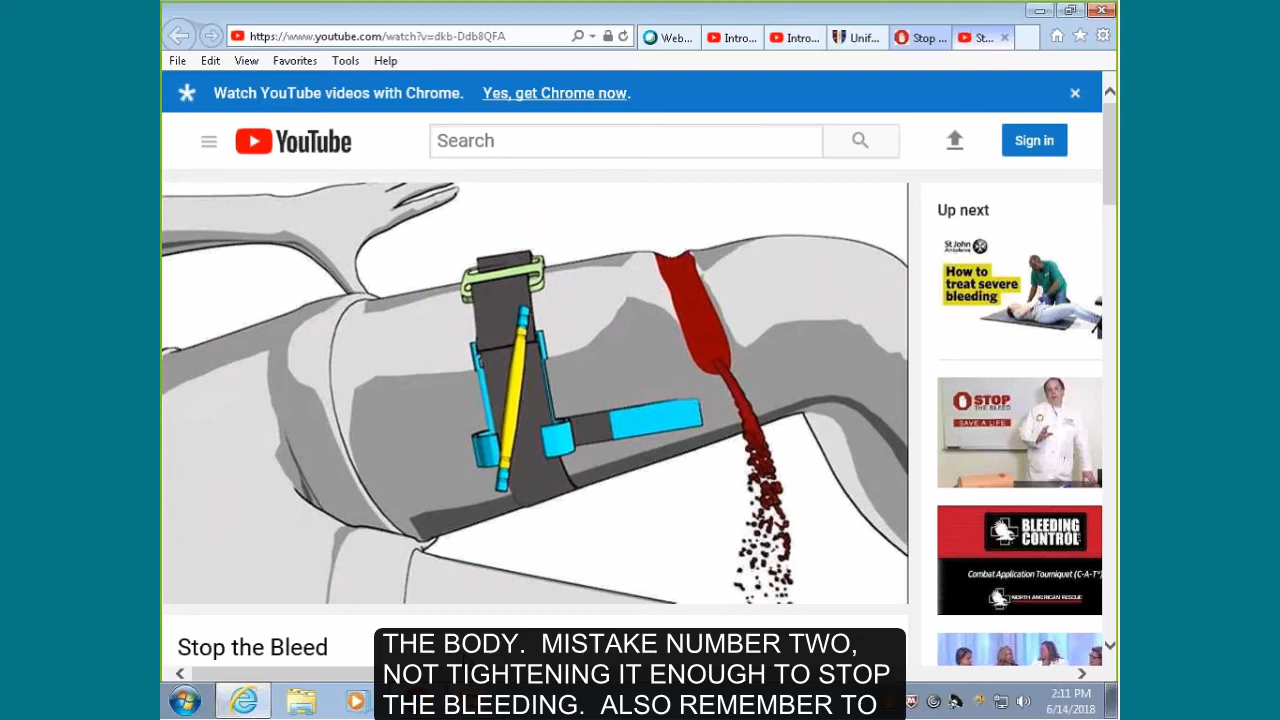 https://www.youtube.com/watch?v=dkb-Ddb8QFA
Web...
Intro...
Intro...
Unif...
Stop ...
St...
File Edit View Favorites Tools Help
Watch YouTube videos with Chrome. Yes, get Chrome now.
YouTube
Search
Sign in
Up next
St John
Ambulance
How to
treat severe
bleeding
STOP
THE BLEED
SAVE A LIFE
BLEEDING
CONTROL
Combat Application Tourniquet (C-A-T®)
NORTH AMERICAN RESCUE
Stop the Bleed
THE BODY. MISTAKE NUMBER TWO,
NOT TIGHTENING IT ENOUGH TO STOP
THE BLEEDING. ALSO REMEMBER TO
2:11 PM
6/14/2018